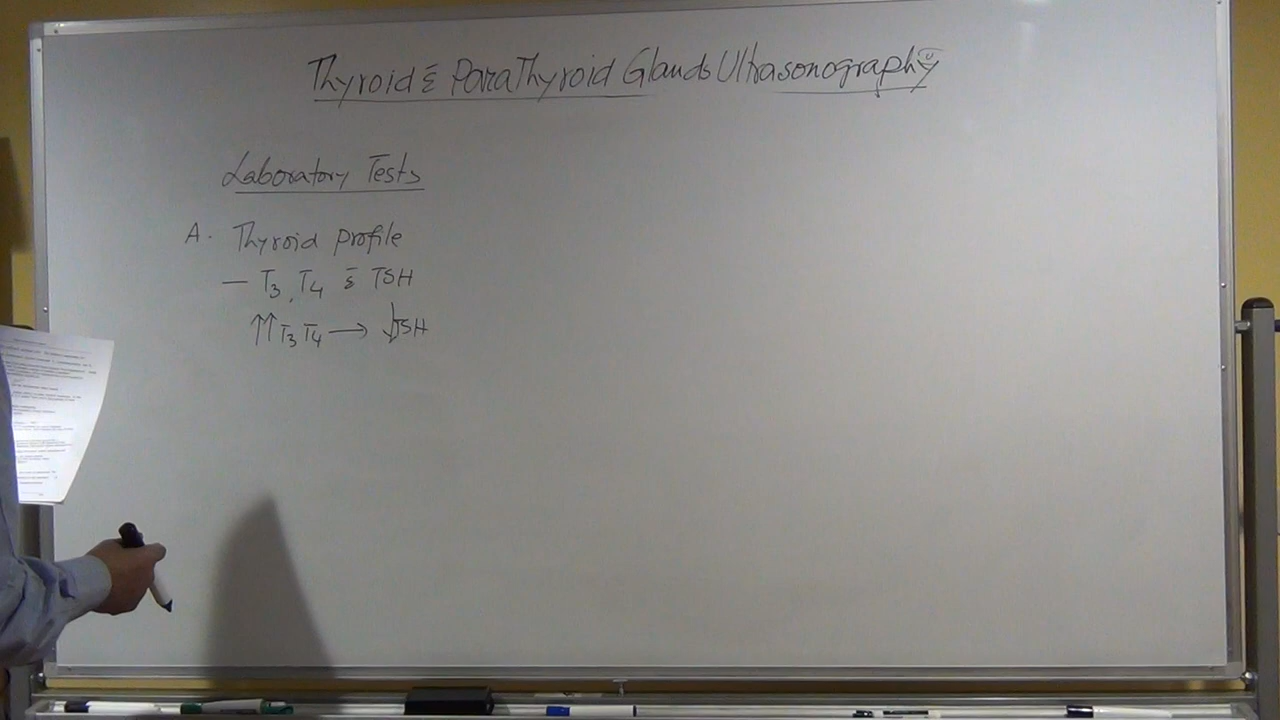 Thyroid & ParaThyroid Glands Ultrasonography
Laboratory Tests
A. Thyroid Profile
— T3, T4 & TSH
↑↑ T3 T4 → ↓TSH